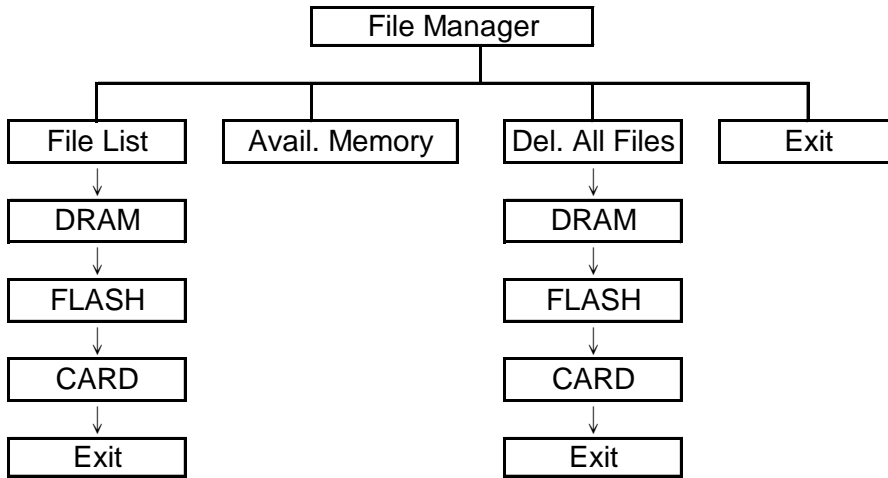 File Manager
File List
Avail. Memory
Del. All Files
Exit
DRAM
DRAM
FLASH
FLASH
CARD
CARD
Exit
Exit